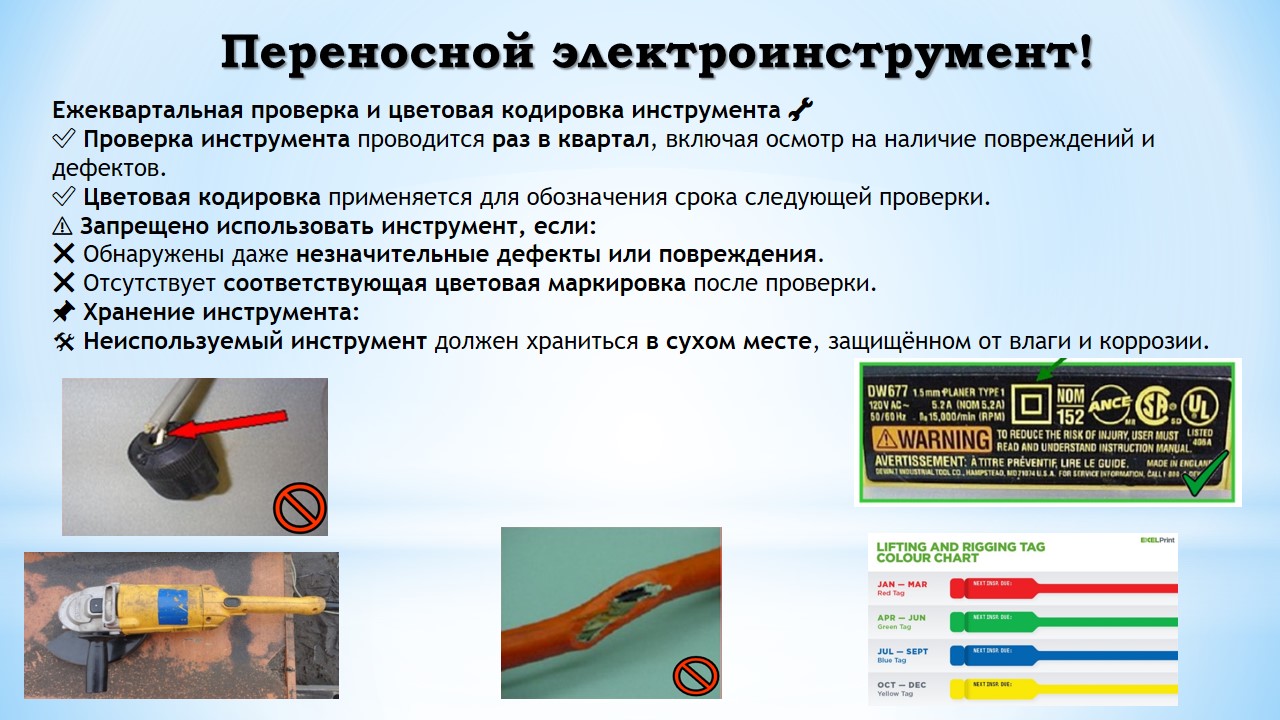 Переносной электроинструмент!
Ежеквартальная проверка и цветовая кодировка инструмента
Проверка инструмента проводится раз в квартал, включая осмотр на наличие повреждений и
дефектов.
Цветовая кодировка применяется для обозначения срока следующей проверки.
Запрещено использовать инструмент, если:
Обнаружены даже незначительные дефекты или повреждения.
Отсутствует соответствующая цветовая маркировка после проверки.
Хранение инструмента:
Неиспользуемый инструмент должен храниться в сухом месте, защищённом от влаги и коррозии.
DW677 1.5mm PLANER TYPE 1
120V AC~ 5.2A (NOM 5,2A)
50/60Hz 15,000/min (RPM)
NOM
152
ANCE
SA
UL
LISTED
WARNING
TO REDUCE THE RISK OF INJURY, USER MUST
READ AND UNDERSTAND INSTRUCTION MANUAL.
AVERTISSEMENT: À TITRE PRÉVENTIF, LIRE LE GUIDE. MADE IN ENGLAND
DEWALT INDUSTRIAL TOOL CO., HAMPSTEAD, MD 21074 U.S.A. FOR SERVICE INFORMATION, CALL
EXELPrint
LIFTING AND RIGGING TAG
COLOUR CHART
JAN — MAR
Red Tag
NEXT INSP. DUE:
APR — JUN
Green Tag
NEXT INSP. DUE:
JUL — SEPT
Blue Tag
NEXT INSP. DUE:
OCT — DEC
Yellow Tag
NEXT INSP. DUE: